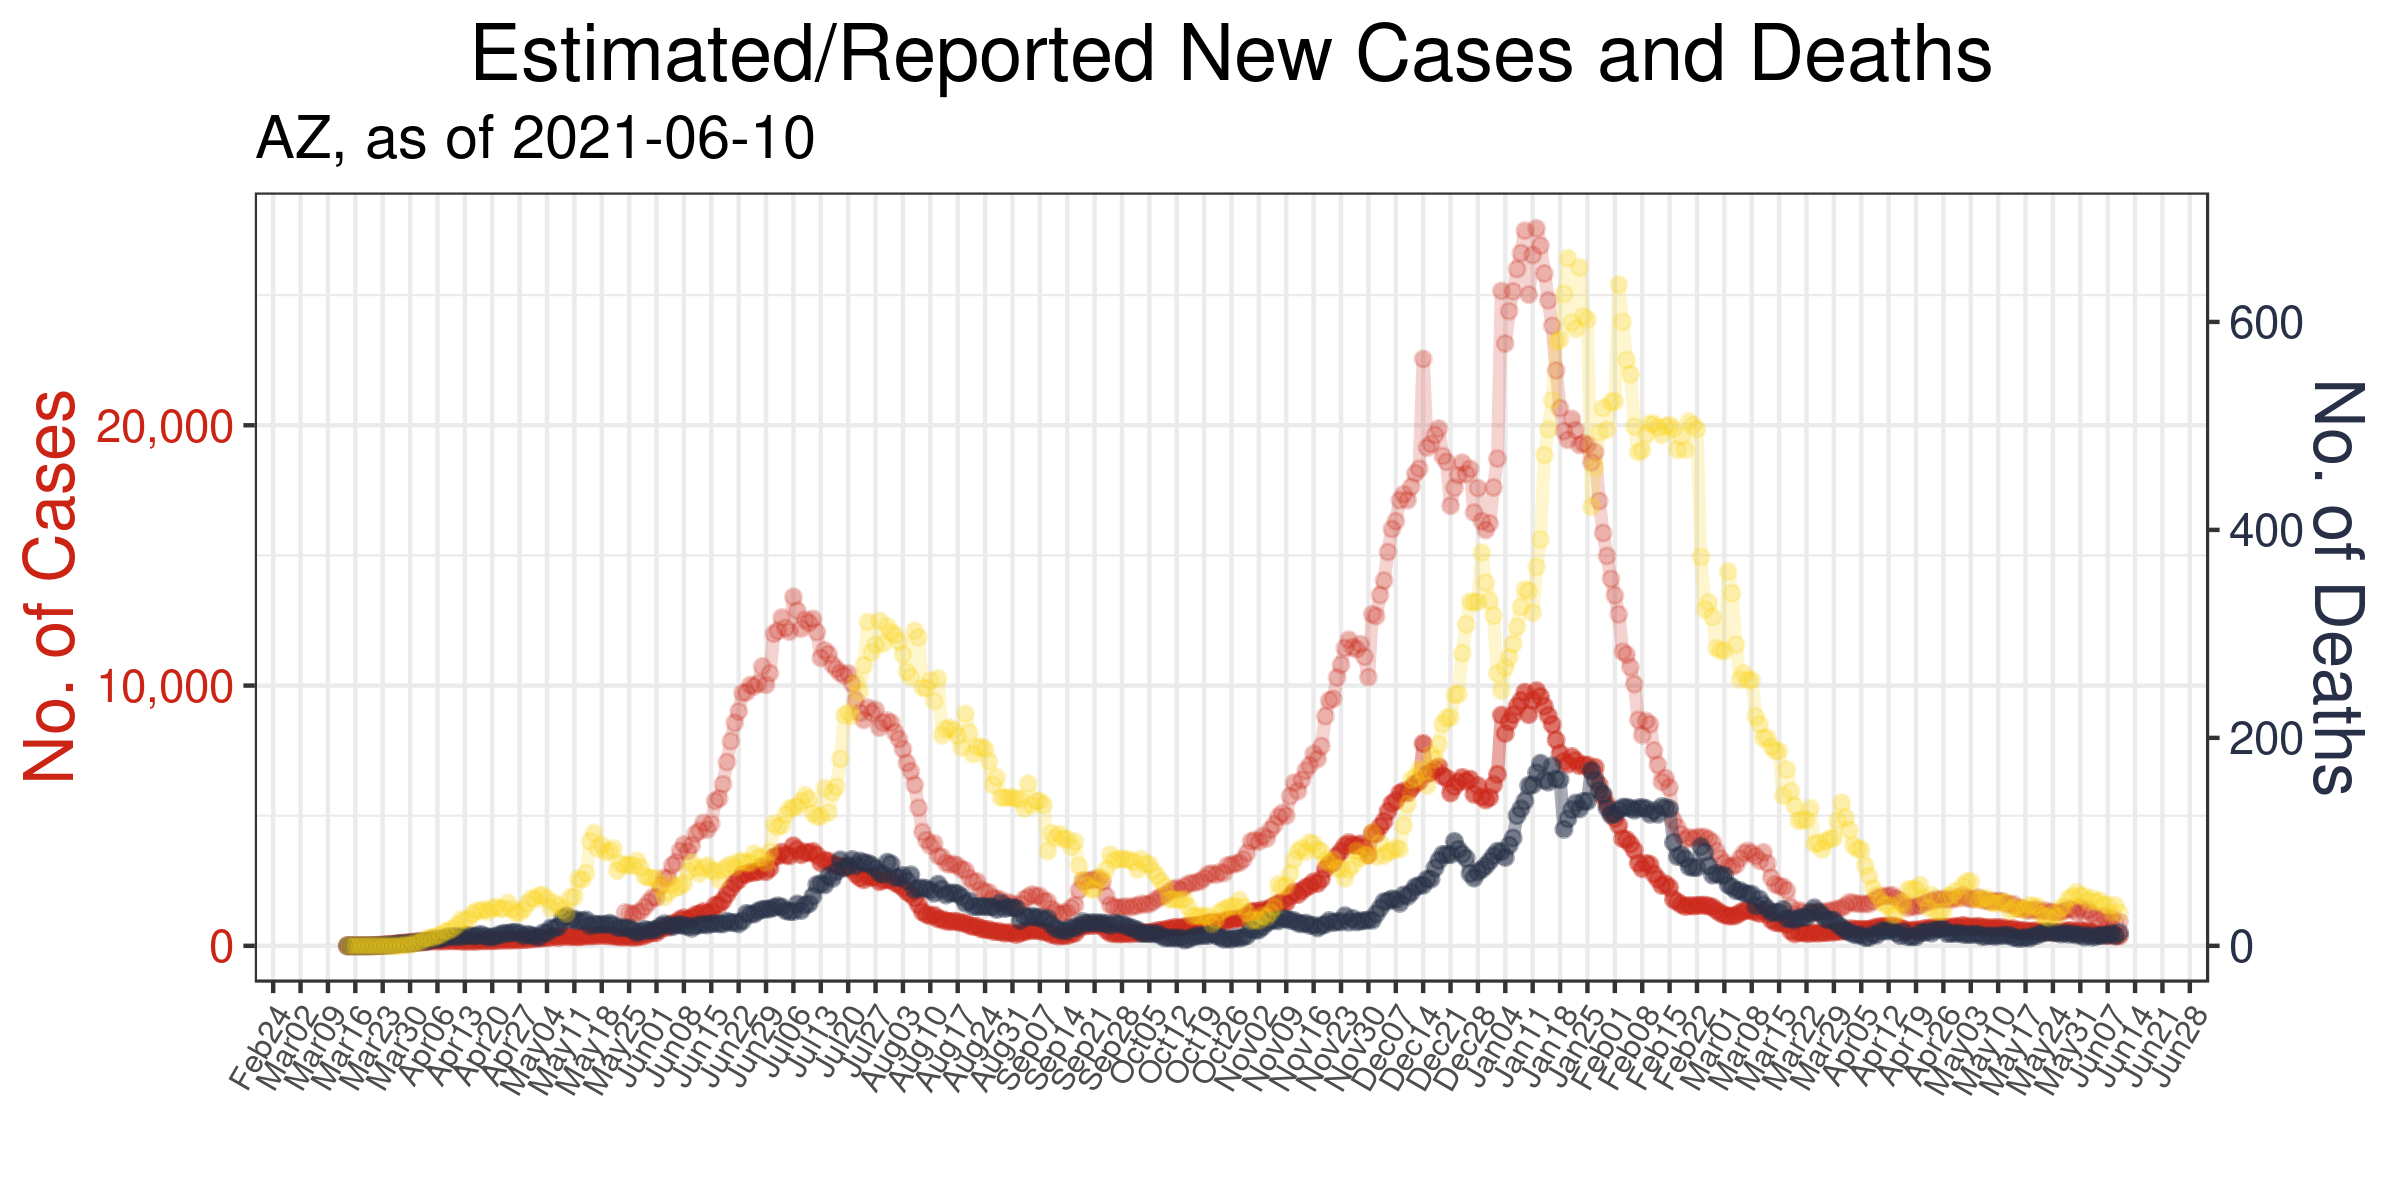 Estimated/Reported New Cases and Deaths
AZ, as of 2021-06-10
No. of Cases
20,000
10,000
0
600
400
200
0
No. of Deaths
Feb24
Mar02
Mar09
Mar16
Mar23
Mar30
Apr06
Apr13
Apr20
Apr27
May04
May11
May18
May25
Jun01
Jun08
Jun15
Jun22
Jun29
Jul06
Jul13
Jul20
Jul27
Aug03
Aug10
Aug17
Aug24
Aug31
Sep07
Sep14
Sep21
Sep28
Oct05
Oct12
Oct19
Oct26
Nov02
Nov09
Nov16
Nov23
Nov30
Dec07
Dec14
Dec21
Dec28
Jan04
Jan11
Jan18
Jan25
Feb01
Feb08
Feb15
Feb22
Mar01
Mar08
Mar15
Mar22
Mar29
Apr05
Apr12
Apr19
Apr26
May03
May10
May17
May24
May31
Jun07
Jun14
Jun21
Jun28